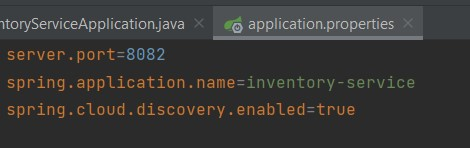 ntoryServiceApplication.java × application.properties ×
server.port=8082
spring.application.name=inventory-service
spring.cloud.discovery.enabled=true